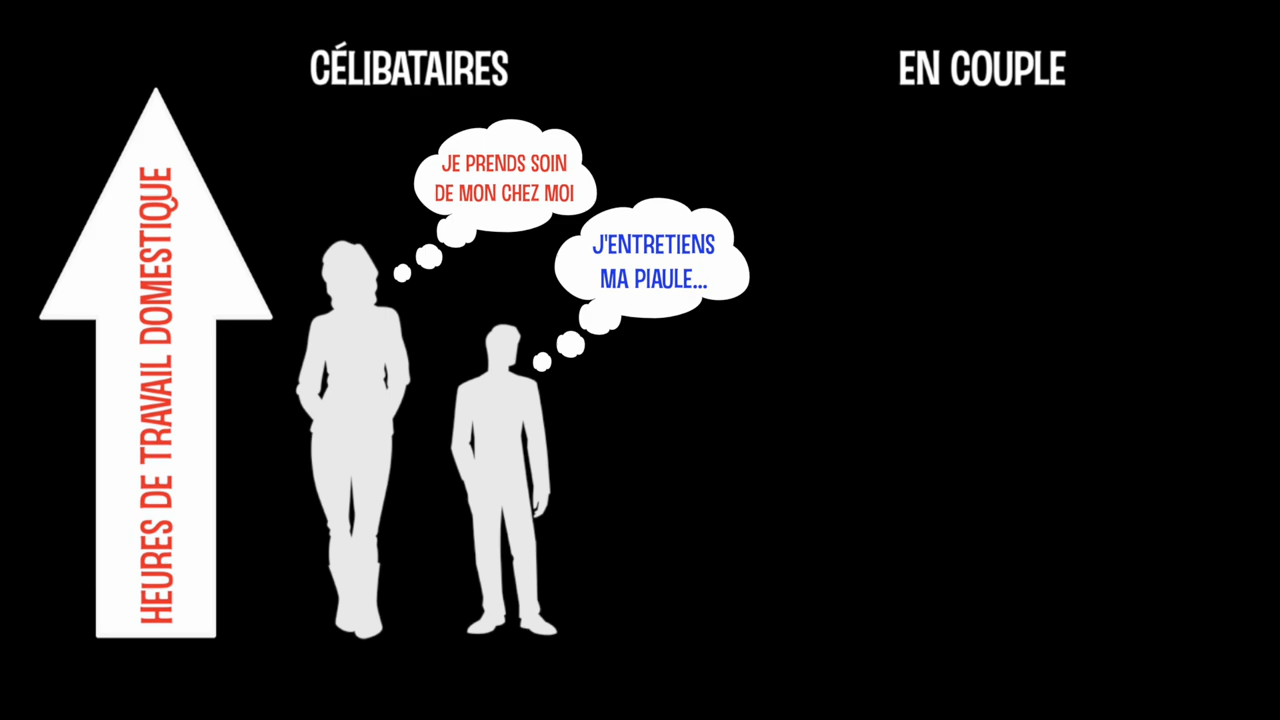 CÉLIBATAIRES
EN COUPLE
HEURES DE TRAVAIL DOMESTIQUE
JE PRENDS SOIN
DE MON CHEZ MOI
J'ENTRETIENS
MA PIAULE...